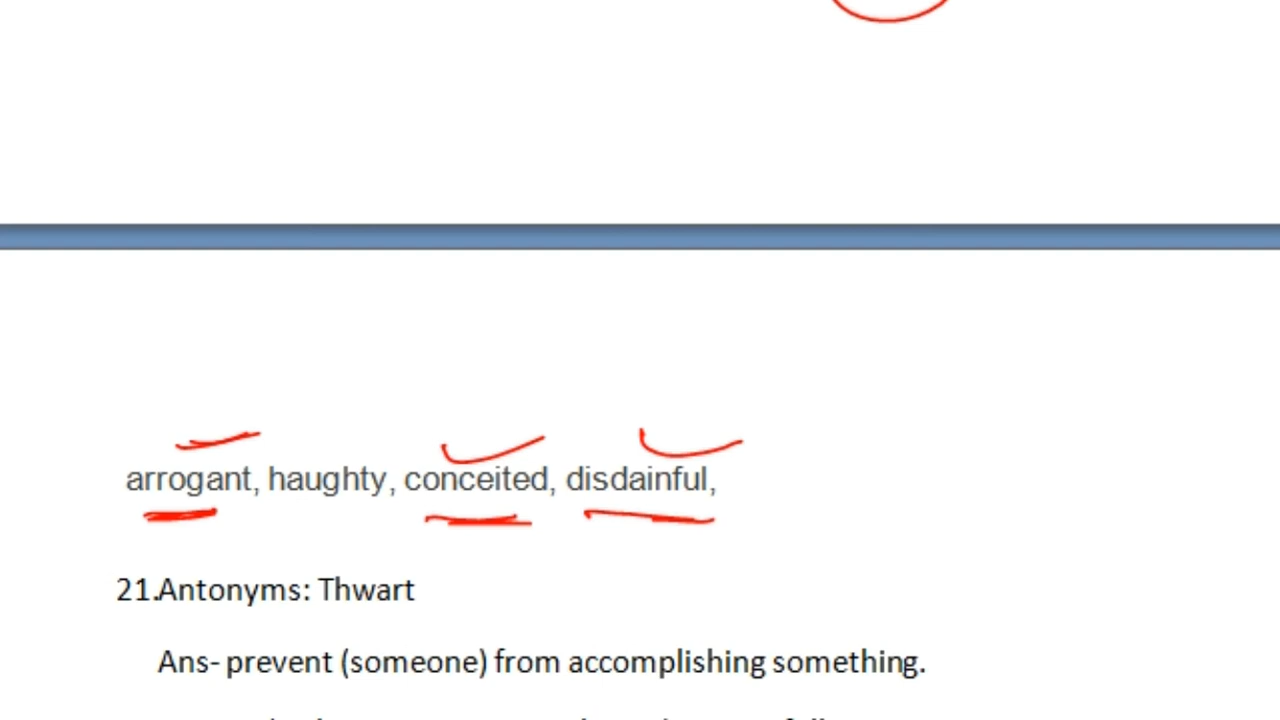 arrogant, haughty, conceited, disdainful,
21.Antonyms: Thwart
Ans- prevent (someone) from accomplishing something.